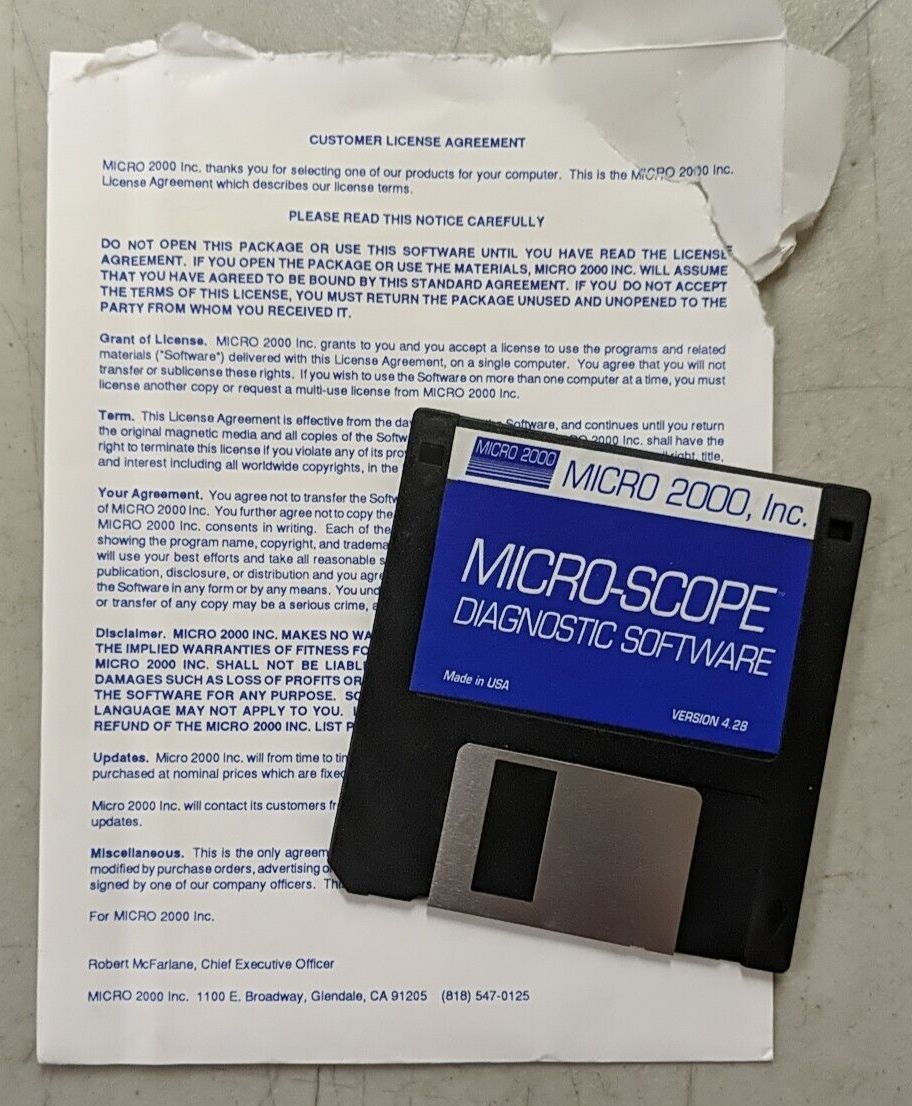 CUSTOMER LICENSE AGREEMENT
MICRO 2000 Inc. thanks you for selecting one of our products for your computer. This is the MICRO 2000 Inc.
License Agreement which describes our license terms.
PLEASE READ THIS NOTICE CAREFULLY
DO NOT OPEN THIS PACKAGE OR USE THIS SOFTWARE UNTIL YOU HAVE READ THE LICENSE
AGREEMENT. IF YOU OPEN THE PACKAGE OR USE THE MATERIALS, MICRO 2000 INC. WILL ASSUME
THAT YOU HAVE AGREED TO BE BOUND BY THIS STANDARD AGREEMENT. IF YOU DO NOT ACCEPT
THE TERMS OF THIS LICENSE, YOU MUST RETURN THE PACKAGE UNUSED AND UNOPENED TO THE
PARTY FROM WHOM YOU RECEIVED IT.
Grant of License. MICRO 2000 Inc. grants to you and you accept a license to use the programs and related
materials ("Software") delivered with this License Agreement, on a single computer. You agree that you will not
transfer or sublicense these rights. If you wish to use the Software on more than one computer at a time, you must
license another copy or request a multi-use license from MICRO 2000 Inc.
Term. This License Agreement is effective from the da Software, and continues until you return
the original magnetic media and all copies of the Softw 2000 Inc. shall have the
right to terminate this license if you violate any of its pro right, title,
and interest including all worldwide copyrights, in the
Your Agreement. You agree not to transfer the Softw
of MICRO 2000 Inc. You further agree not to copy the
MICRO 2000 Inc. consents in writing. Each of the
showing the program name, copyright, and tradema
will use your best efforts and take all reasonable s
publication, disclosure, or distribution and you agre
the Software in any form or by any means. You und
or transfer of any copy may be a serious crime, a
Disclaimer. MICRO 2000 INC. MAKES NO WA
THE IMPLIED WARRANTIES OF FITNESS FO
MICRO 2000 INC. SHALL NOT BE LIABL
DAMAGES SUCH AS LOSS OF PROFITS OR
THE SOFTWARE FOR ANY PURPOSE. SO
LANGUAGE MAY NOT APPLY TO YOU.
REFUND OF THE MICRO 2000 INC. LIST P
Updates. Micro 2000 Inc. will from time to tim
purchased at nominal prices which are fixed
Micro 2000 Inc. will contact its customers fr
updates.
Miscellaneous. This is the only agreem
modified by purchase orders, advertising o
signed by one of our company officers. Thi
For MICRO 2000 Inc.
Robert McFarlane, Chief Executive Officer
MICRO 2000 Inc. 1100 E. Broadway, Glendale, CA 91205 (818) 547-0125
MICRO 2000 MICRO 2000, Inc.
MICRO-SCOPE™
DIAGNOSTIC SOFTWARE
Made in USA
VERSION 4.28